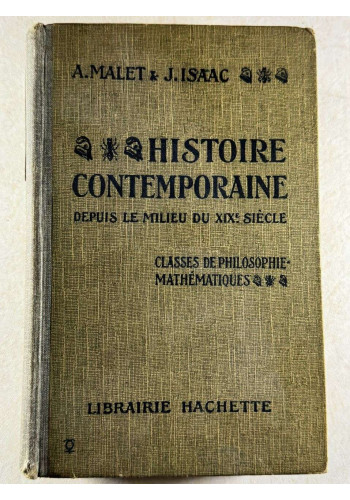 A. MALET & J. ISAAC
HISTOIRE
CONTEMPORAINE
DEPUIS LE MILIEU DU XIXE SIÈCLE
CLASSES DE PHILOSOPHIE-
MATHÉMATIQUES
LIBRAIRIE HACHETTE